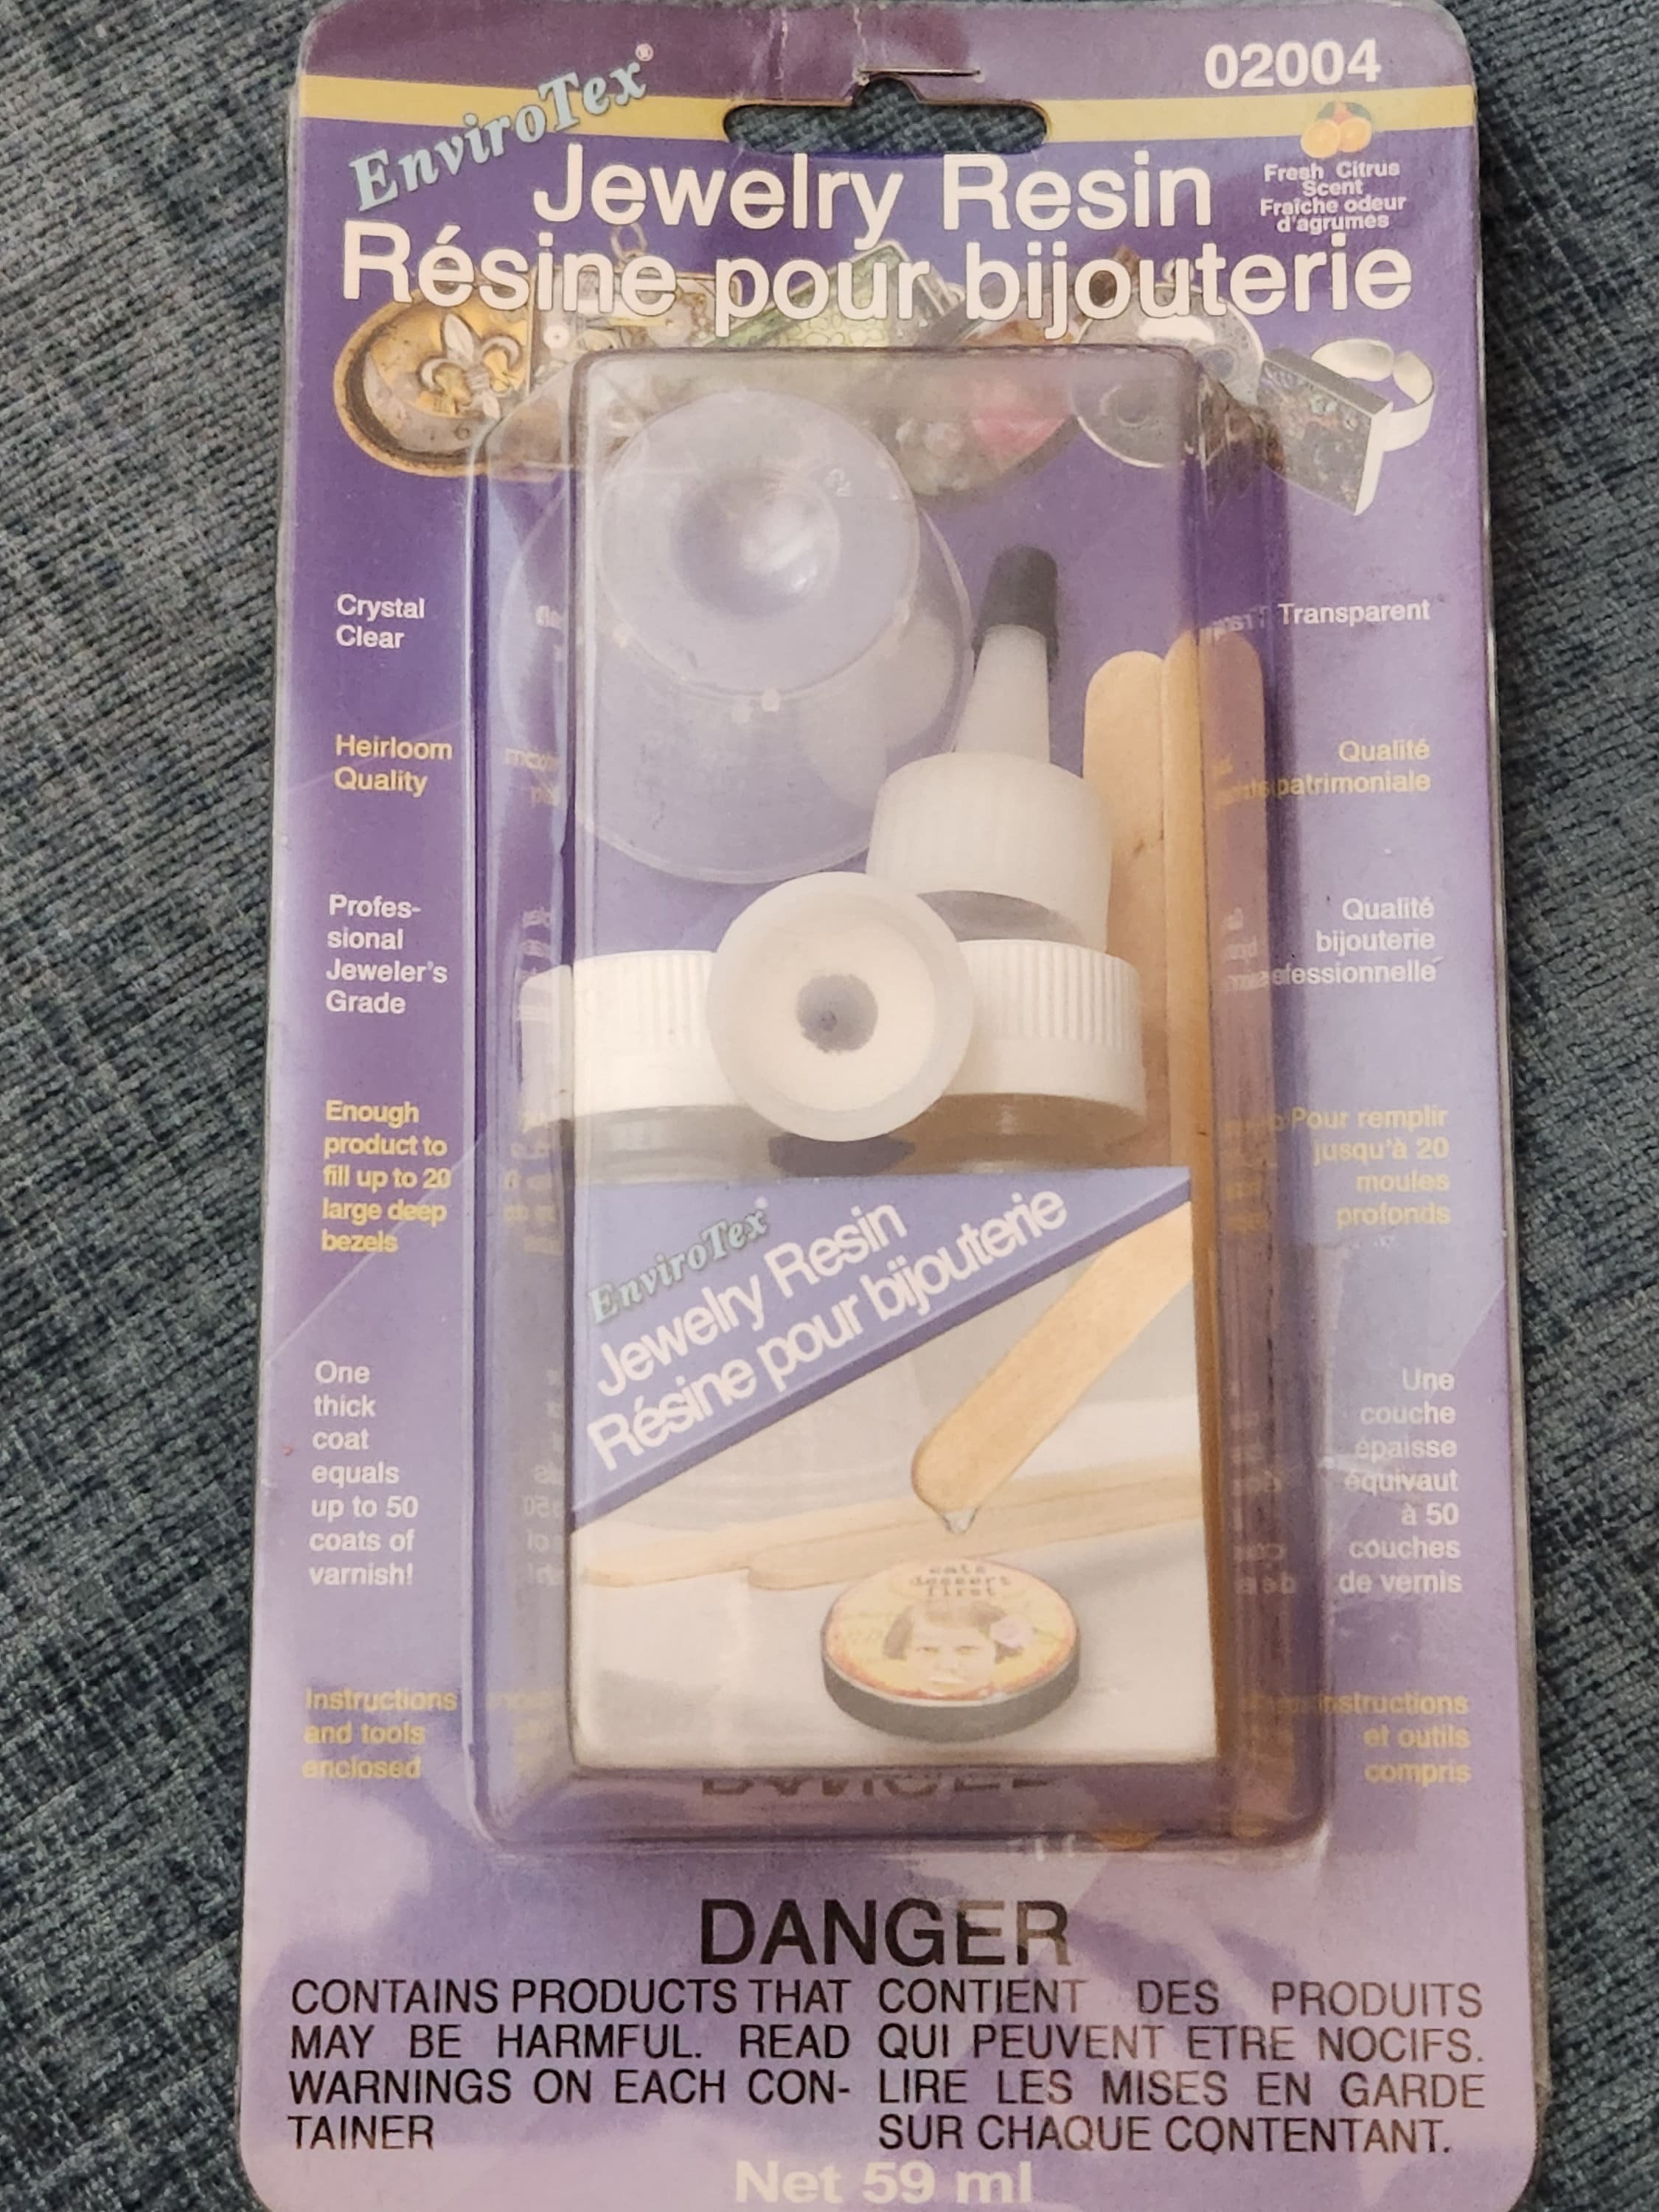 02004
EnviroTex®
Jewelry Resin
Résine pour bijouterie
Fresh Citrus
Scent
Fraîche odeur
d'agrumes
Crystal
Clear
Heirloom
Quality
Profes-
sional
Jeweler's
Grade
Enough
product to
fill up to 20
large deep
bezels
One
thick
coat
equals
up to 50
coats of
varnish!
Instructions
and tools
enclosed
Transparent
Qualité
patrimoniale
Qualité
bijouterie
Pour remplir
jusqu'à 20
moules
profonds
Une
couche
épaisse
équivaut
à 50
couches
de vernis
instructions
et outils
compris
EnviroTex®
Jewelry Resin
Résine pour bijouterie
eats
dessert
first
DANGER
CONTAINS PRODUCTS THAT
MAY BE HARMFUL. READ
WARNINGS ON EACH CON-
TAINER
CONTIENT DES PRODUITS
QUI PEUVENT ETRE NOCIFS.
LIRE LES MISES EN GARDE
SUR CHAQUE CONTENTANT.
Net 59 ml